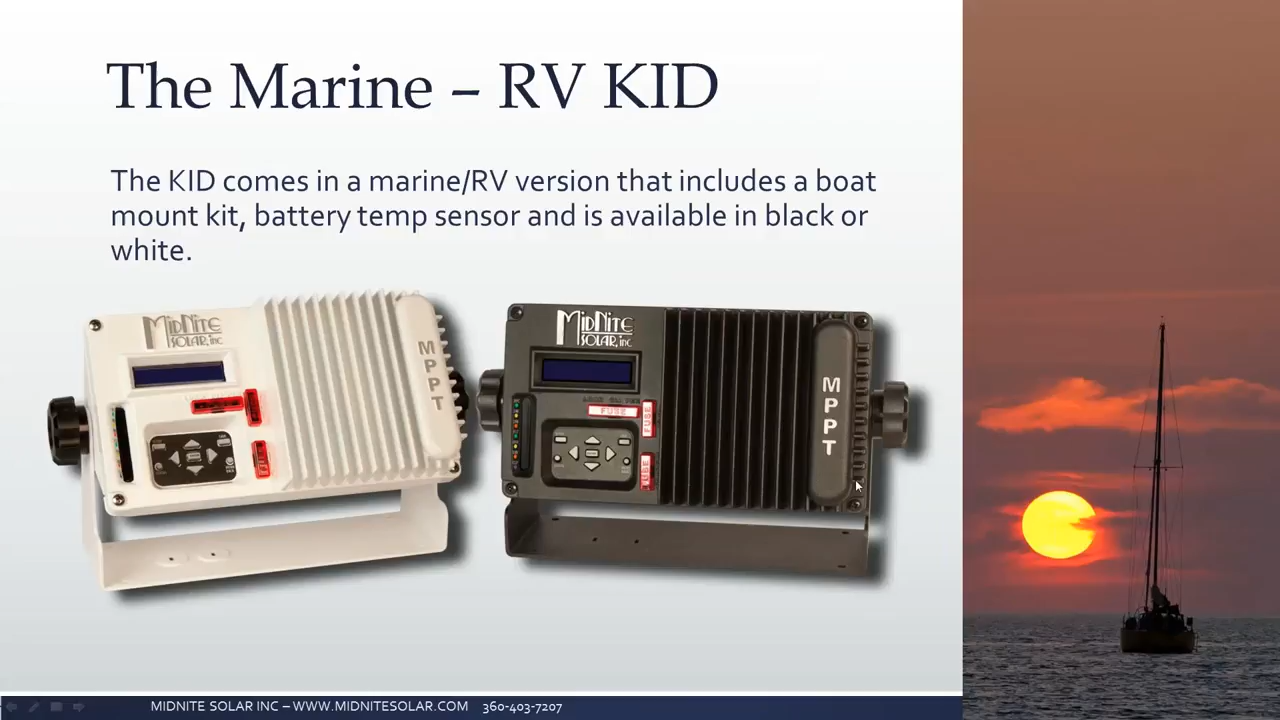 The Marine – RV KID
The KID comes in a marine/RV version that includes a boat
mount kit, battery temp sensor and is available in black or
white.
MIDNITE
SOLAR, INC
MPPT
MIDNITE
SOLAR, INC
FUSE
FUSE
FUSE
MPPT
MIDNITE SOLAR INC – WWW.MIDNITESOLAR.COM 360-403-7207